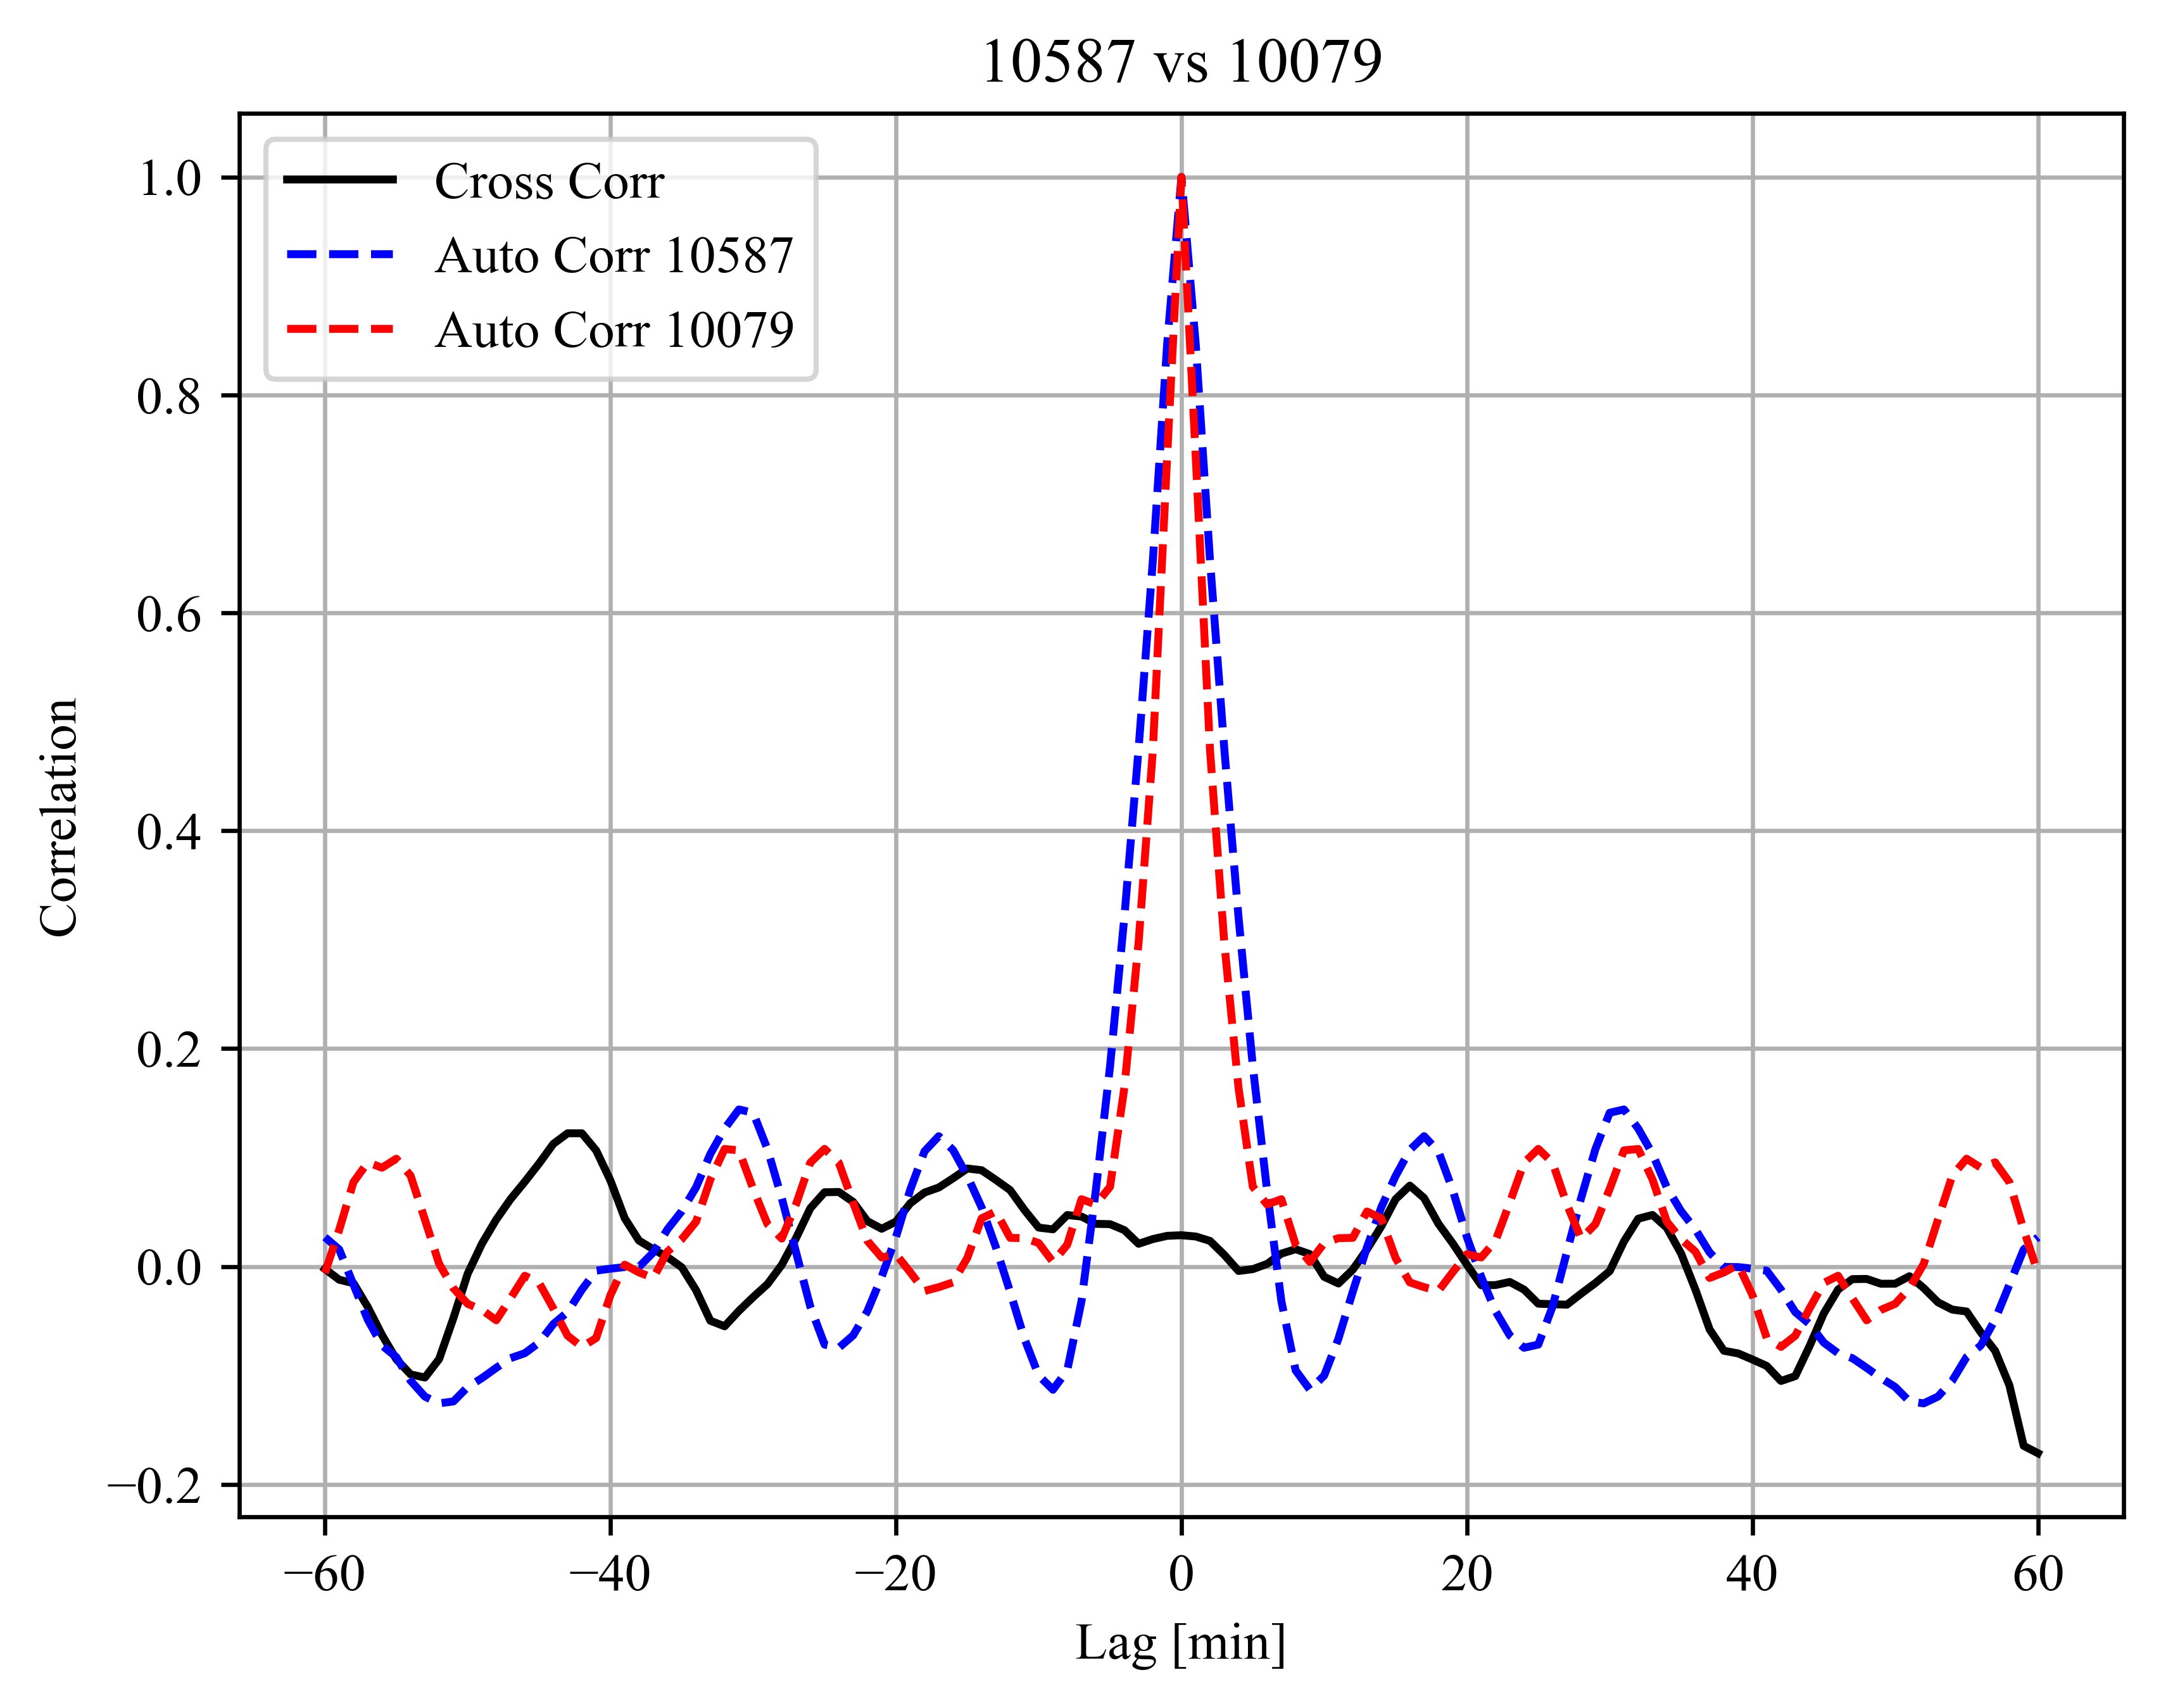 10587 vs 10079
Cross Corr
Auto Corr 10587
Auto Corr 10079
1.0
0.8
0.6
0.4
0.2
0.0
−0.2
Correlation
−60
−40
−20
0
20
40
60
Lag [min]